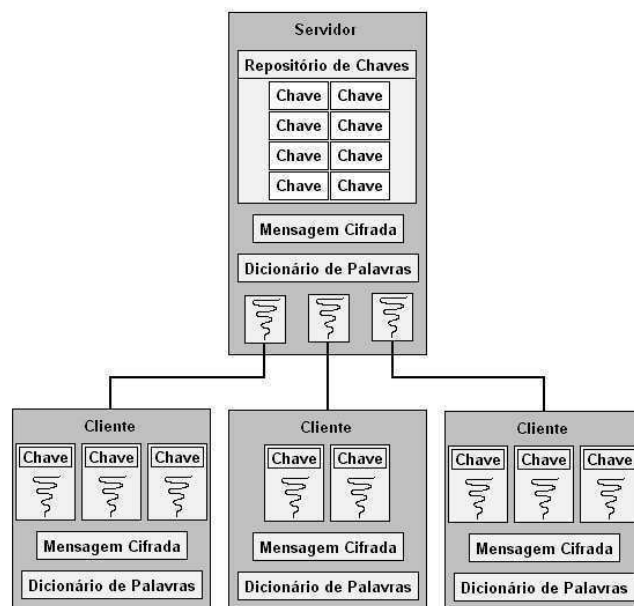 Servidor
Repositório de Chaves
Chave Chave
Chave Chave
Chave Chave
Chave Chave
Mensagem Cifrada
Dicionário de Palavras
Cliente
Chave Chave Chave
Mensagem Cifrada
Dicionário de Palavras
Cliente
Chave Chave
Mensagem Cifrada
Dicionário de Palavras
Cliente
Chave Chave Chave
Mensagem Cifrada
Dicionário de Palavras